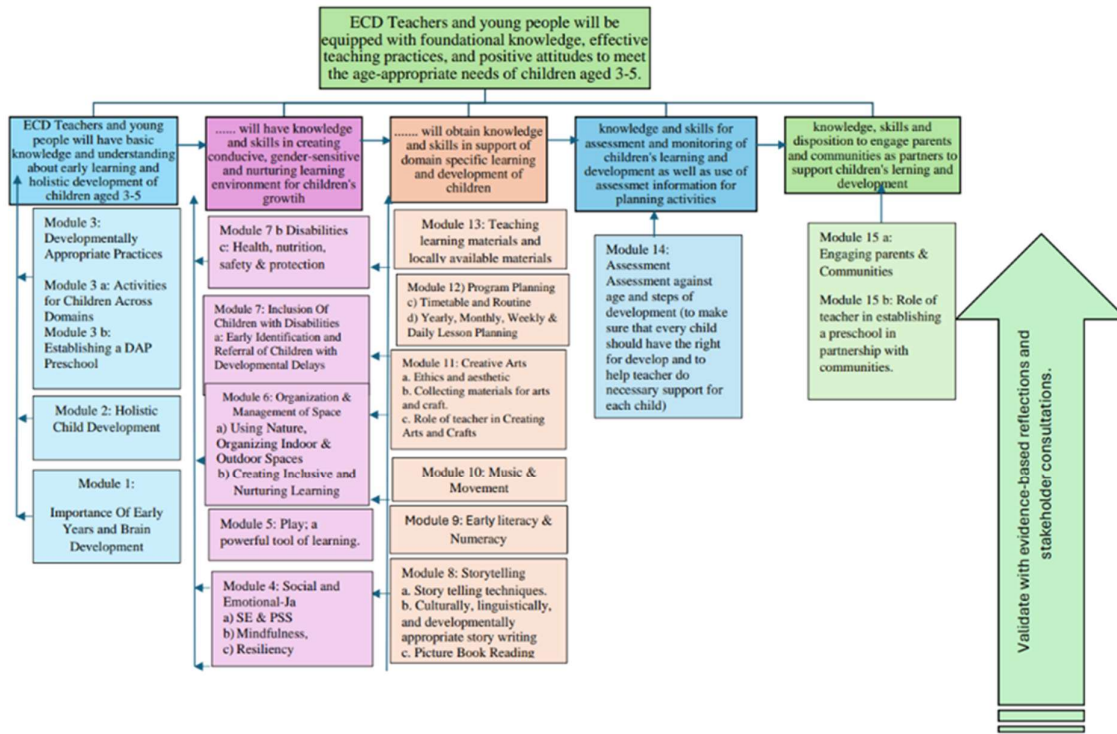 ECD Teachers and young people will be
equipped with foundational knowledge, effective
teaching practices, and positive attitudes to meet
the age-appropriate needs of children aged 3-5.
ECD Teachers and young
people will have basic
knowledge and understanding
about early learning and
holistic development of
children aged 3-5
...... will have knowledge
and skills in creating
conducive, gender-sensitive
and nurturing learning
environment for children's
growth
....... will obtain knowledge
and skills in support of
domain specific learning
and development of
children
knowledge and skills for
assessment and monitoring of
children's learning and
development as well as use of
assessmet information for
planning activities
knowledge, skills and
disposition to engage parents
and communities as partners to
support children's lerning and
development
Module 3:
Developmentally
Appropriate Practices
Module 3 a: Activities
for Children Across
Domains
Module 3 b:
Establishing a DAP
Preschool
Module 2: Holistic
Child Development
Module 1:
Importance Of Early
Years and Brain
Development
Module 7 b Disabilities
c: Health, nutrition,
safety & protection
Module 7: Inclusion Of
Children with Disabilities
a: Early Identification and
Referral of Children with
Developmental Delays
Module 6: Organization &
Management of Space
a) Using Nature,
Organizing Indoor &
Outdoor Spaces
b) Creating Inclusive and
Nurturing Learning
Module 5: Play; a
powerful tool of learning.
Module 4: Social and
Emotional-Ja
a) SE & PSS
b) Mindfulness,
c) Resiliency
Module 13: Teaching
learning materials and
locally available materials
Module 12) Program Planning
c) Timetable and Routine
d) Yearly, Monthly, Weekly &
Daily Lesson Planning
Module 11: Creative Arts
a. Ethics and aesthetic
b. Collecting materials for arts
and craft.
c. Role of teacher in Creating
Arts and Crafts
Module 10: Music &
Movement
Module 9: Early literacy &
Numeracy
Module 8: Storytelling
a. Story telling techniques.
b. Culturally, linguistically,
and developmentally
appropriate story writing
c. Picture Book Reading
Module 14:
Assessment
Assessment against
age and steps of
development (to make
sure that every child
should have the right
for develop and to
help teacher do
necessary support for
each child)
Module 15 a:
Engaging parents &
Communities
Module 15 b: Role of
teacher in establishing
a preschool in
partnership with
communities.
Validate with evidence-based reflections and
stakeholder consultations.